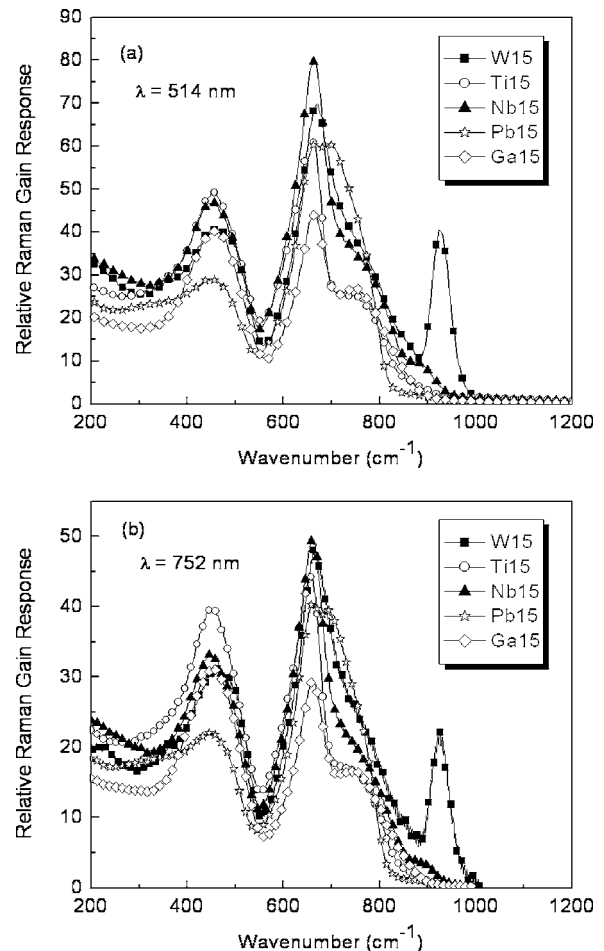 (a)
λ = 514 nm
W15
Ti15
Nb15
Pb15
Ga15
Relative Raman Gain Response
90
80
70
60
50
40
30
20
10
0
200 400 600 800 1000 1200
Wavenumber (cm⁻¹)
(b)
λ = 752 nm
W15
Ti15
Nb15
Pb15
Ga15
Relative Raman Gain Response
50
40
30
20
10
0
200 400 600 800 1000 1200
Wavenumber (cm⁻¹)